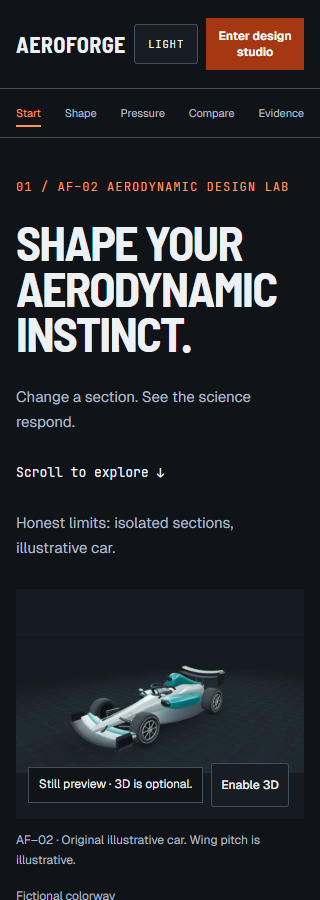 AEROFORGE
LIGHT
Enter design
studio
Start Shape Pressure Compare Evidence
01 / AF-02 AERODYNAMIC DESIGN LAB
SHAPE YOUR
AERODYNAMIC
INSTINCT.
Change a section. See the science
respond.
Scroll to explore ↓
Honest limits: isolated sections,
illustrative car.
Still preview · 3D is optional.
Enable 3D
AF-02 · Original illustrative car. Wing pitch is
illustrative.
Fictional colorway